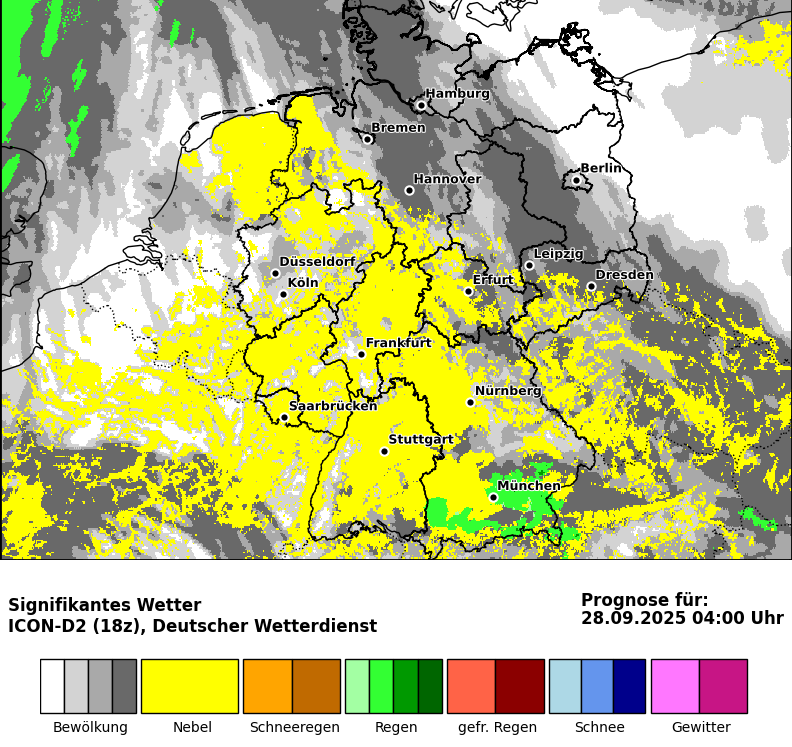 Hamburg
Bremen
Berlin
Hannover
Leipzig
Düsseldorf
Dresden
Köln
Erfurt
Frankfurt
Nürnberg
Saarbrücken
Stuttgart
München
Signifikantes Wetter
ICON-D2 (18z), Deutscher Wetterdienst
Prognose für:
28.09.2025 04:00 Uhr
Bewölkung Nebel Schneeregen Regen gefr. Regen Schnee Gewitter